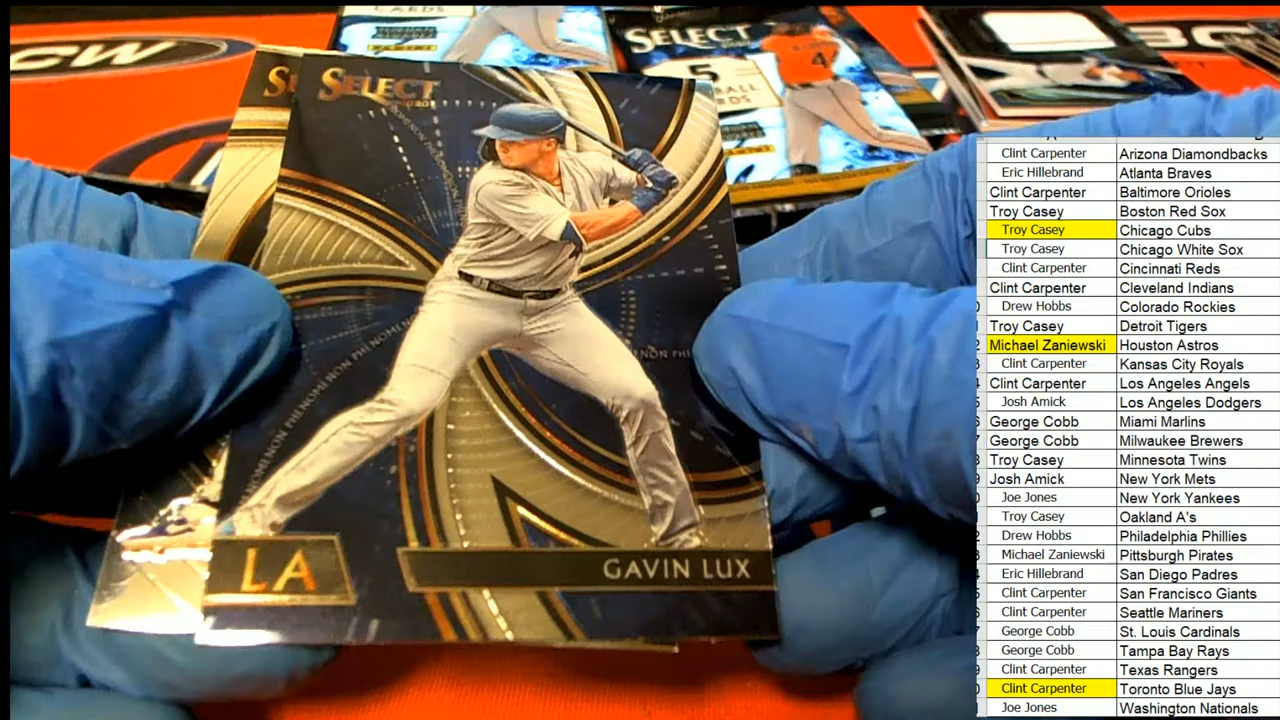 CW
CARDS
SELECT
5
BALL
CARDS
4
SELECT
SELECT
PHENOMENON PHENOMENON
LA
GAVIN LUX
Clint Carpenter Arizona Diamondbacks
Eric Hillebrand Atlanta Braves
Clint Carpenter Baltimore Orioles
Troy Casey Boston Red Sox
Troy Casey Chicago Cubs
Troy Casey Chicago White Sox
Clint Carpenter Cincinnati Reds
Clint Carpenter Cleveland Indians
Drew Hobbs Colorado Rockies
Troy Casey Detroit Tigers
Michael Zaniewski Houston Astros
Clint Carpenter Kansas City Royals
Clint Carpenter Los Angeles Angels
Josh Amick Los Angeles Dodgers
George Cobb Miami Marlins
George Cobb Milwaukee Brewers
Troy Casey Minnesota Twins
Josh Amick New York Mets
Joe Jones New York Yankees
Troy Casey Oakland A's
Drew Hobbs Philadelphia Phillies
Michael Zaniewski Pittsburgh Pirates
Eric Hillebrand San Diego Padres
Clint Carpenter San Francisco Giants
Clint Carpenter Seattle Mariners
George Cobb St. Louis Cardinals
George Cobb Tampa Bay Rays
Clint Carpenter Texas Rangers
Clint Carpenter Toronto Blue Jays
Joe Jones Washington Nationals